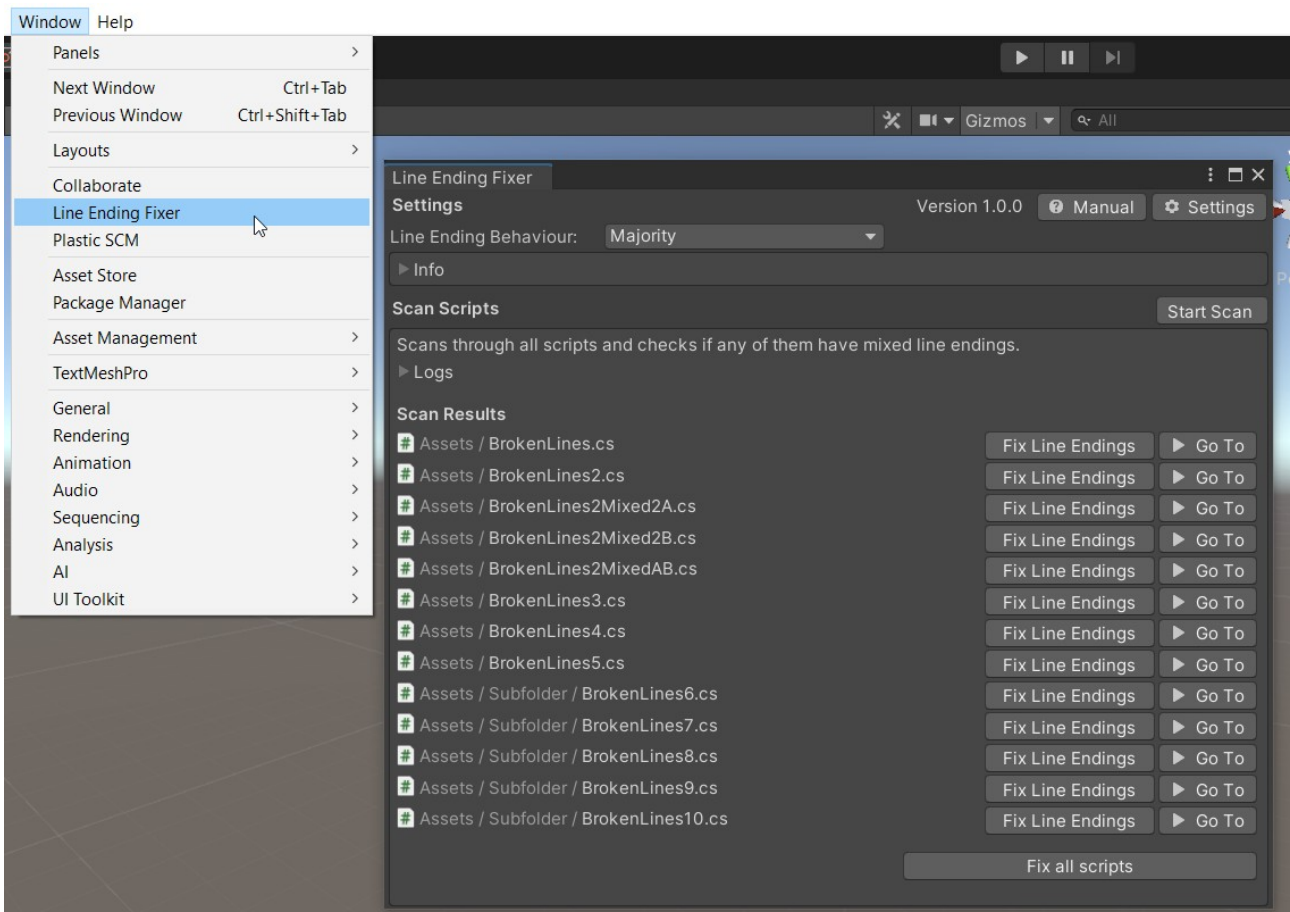 Window Help
Panels
Next Window Ctrl+Tab
Previous Window Ctrl+Shift+Tab
Layouts
Collaborate
Line Ending Fixer
Plastic SCM
Asset Store
Package Manager
Asset Management
TextMeshPro
General
Rendering
Animation
Audio
Sequencing
Analysis
AI
UI Toolkit
Gizmos All
Line Ending Fixer
Settings Version 1.0.0 Manual Settings
Line Ending Behaviour: Majority
Info
Scan Scripts Start Scan
Scans through all scripts and checks if any of them have mixed line endings.
Logs
Scan Results
Assets / BrokenLines.cs Fix Line Endings Go To
Assets / BrokenLines2.cs Fix Line Endings Go To
Assets / BrokenLines2Mixed2A.cs Fix Line Endings Go To
Assets / BrokenLines2Mixed2B.cs Fix Line Endings Go To
Assets / BrokenLines2MixedAB.cs Fix Line Endings Go To
Assets / BrokenLines3.cs Fix Line Endings Go To
Assets / BrokenLines4.cs Fix Line Endings Go To
Assets / BrokenLines5.cs Fix Line Endings Go To
Assets / Subfolder / BrokenLines6.cs Fix Line Endings Go To
Assets / Subfolder / BrokenLines7.cs Fix Line Endings Go To
Assets / Subfolder / BrokenLines8.cs Fix Line Endings Go To
Assets / Subfolder / BrokenLines9.cs Fix Line Endings Go To
Assets / Subfolder / BrokenLines10.cs Fix Line Endings Go To
Fix all scripts